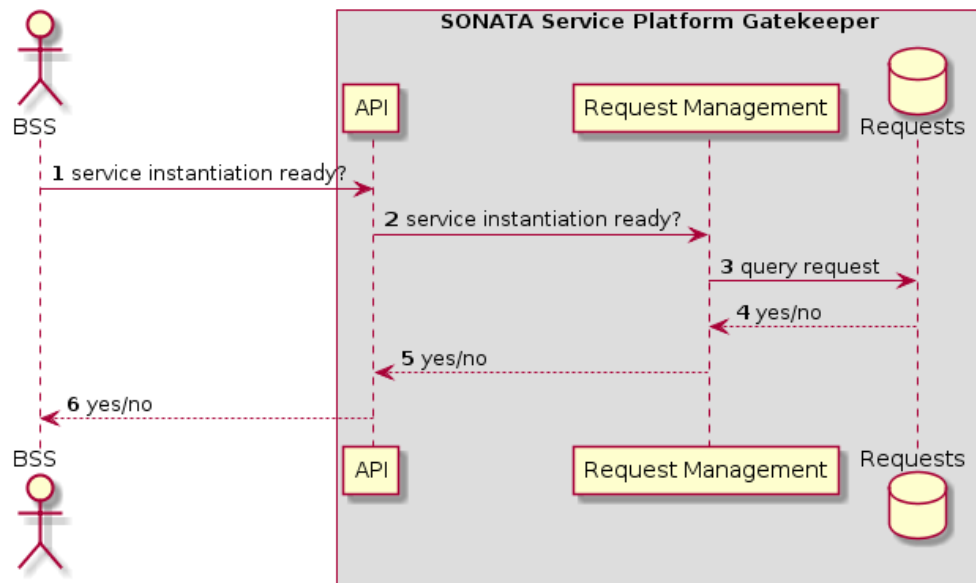 SONATA Service Platform Gatekeeper
BSS
API
Request Management
Requests
1 service instantiation ready?
2 service instantiation ready?
3 query request
4 yes/no
5 yes/no
6 yes/no
BSS
API
Request Management
Requests